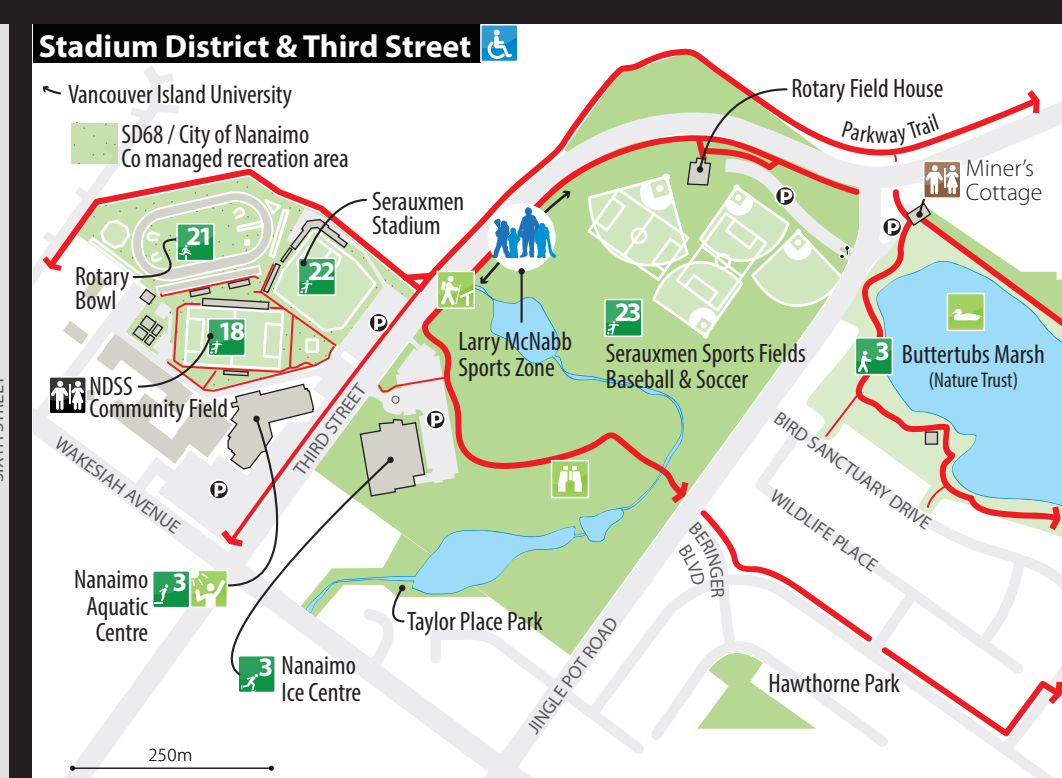 Stadium District & Third Street
Vancouver Island University
SD68 / City of Nanaimo
Co managed recreation area
Rotary Field House
Parkway Trail
Miner's
Cottage
Serauxmen
Stadium
21
22
Rotary
Bowl
18
NDSS
Community Field
P
P
P
P
P
Larry McNabb
Sports Zone
23
Serauxmen Sports Fields
Baseball & Soccer
3
Buttertubs Marsh
(Nature Trust)
SIXTH STREET
THIRD STREET
WAKESIAH AVENUE
BIRD SANCTUARY DRIVE
WILDLIFE PLACE
BERINGER
BLVD
JINGLE POT ROAD
Nanaimo
Aquatic
Centre
3
Taylor Place Park
3
Nanaimo
Ice Centre
Hawthorne Park
250m